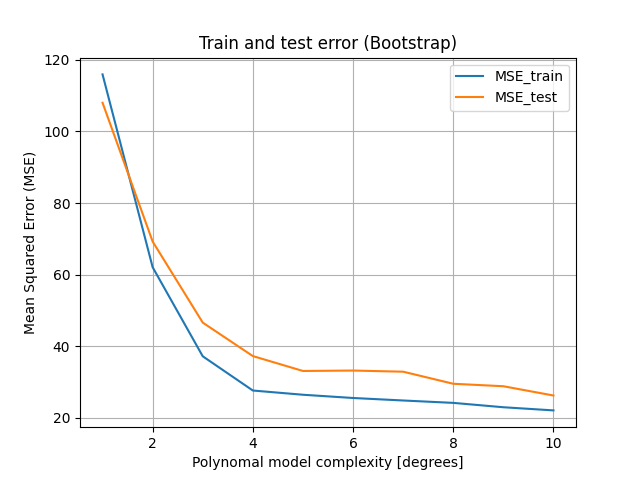 Train and test error (Bootstrap)
MSE_train
MSE_test
Mean Squared Error (MSE)
120
100
80
60
40
20
2
4
6
8
10
Polynomal model complexity [degrees]